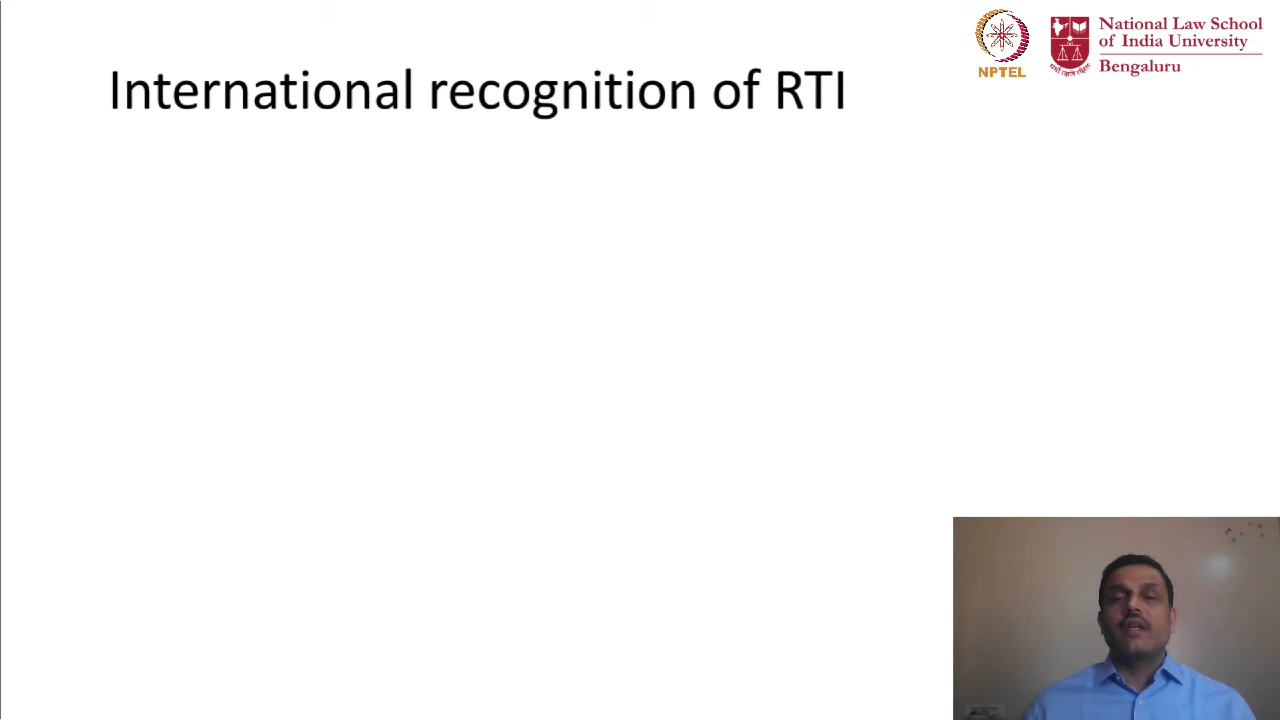 International recognition of RTI
NPTEL
National Law School
of India University
Bengaluru